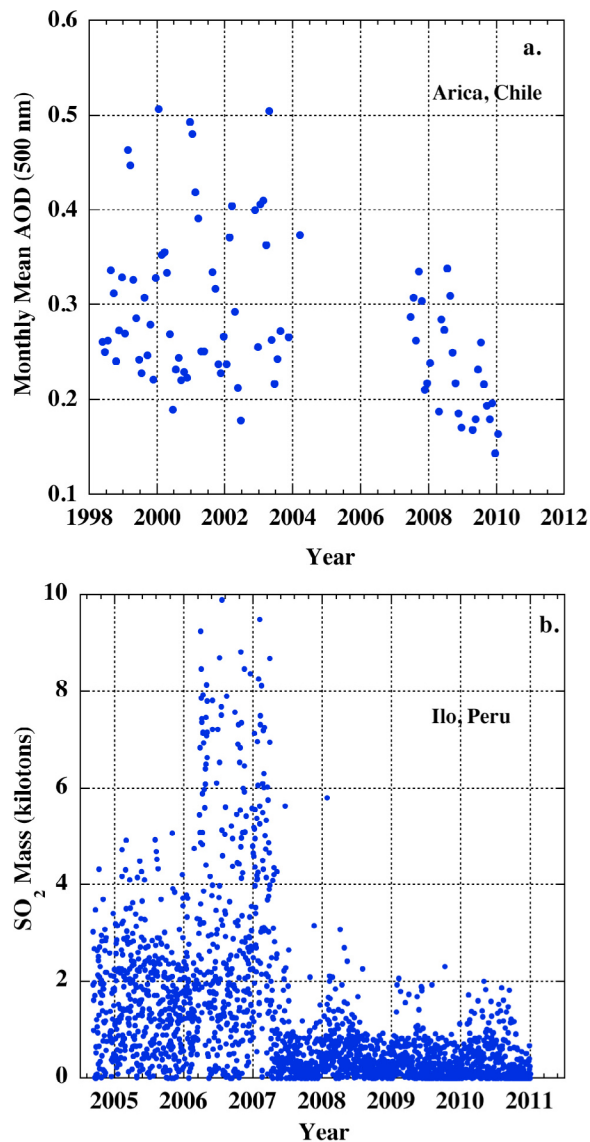 0.6
a.
Arica, Chile
0.5
0.4
0.3
0.2
0.1
Monthly Mean AOD (500 nm)
1998 2000 2002 2004 2006 2008 2010 2012
Year
10
b.
Ilo, Peru
8
6
4
2
0
SO2 Mass (kilotons)
2005 2006 2007 2008 2009 2010 2011
Year